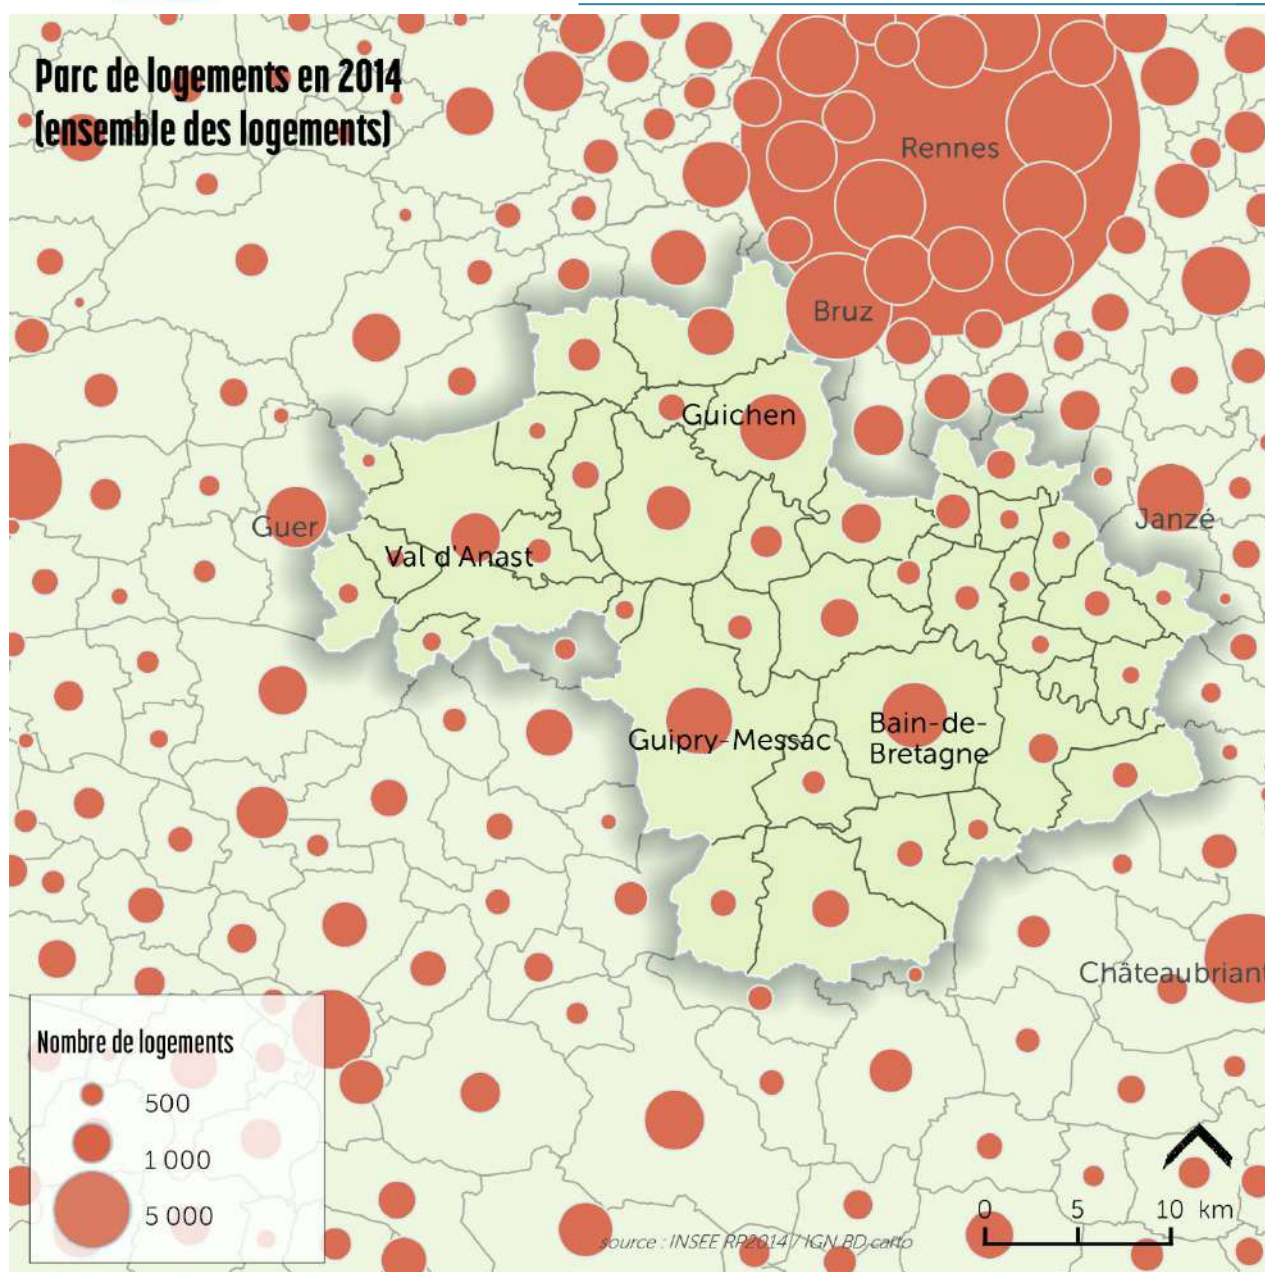 Parc de logements en 2014
(ensemble des logements)
Rennes
Bruz
Guichen
Guer
Janzé
Val d'Anast
Guipry-Messac
Bain-de-
Bretagne
Châteaubriant
Nombre de logements
500
1 000
5 000
0 5 10 km
source : INSEE RP2014 / IGN BD carto